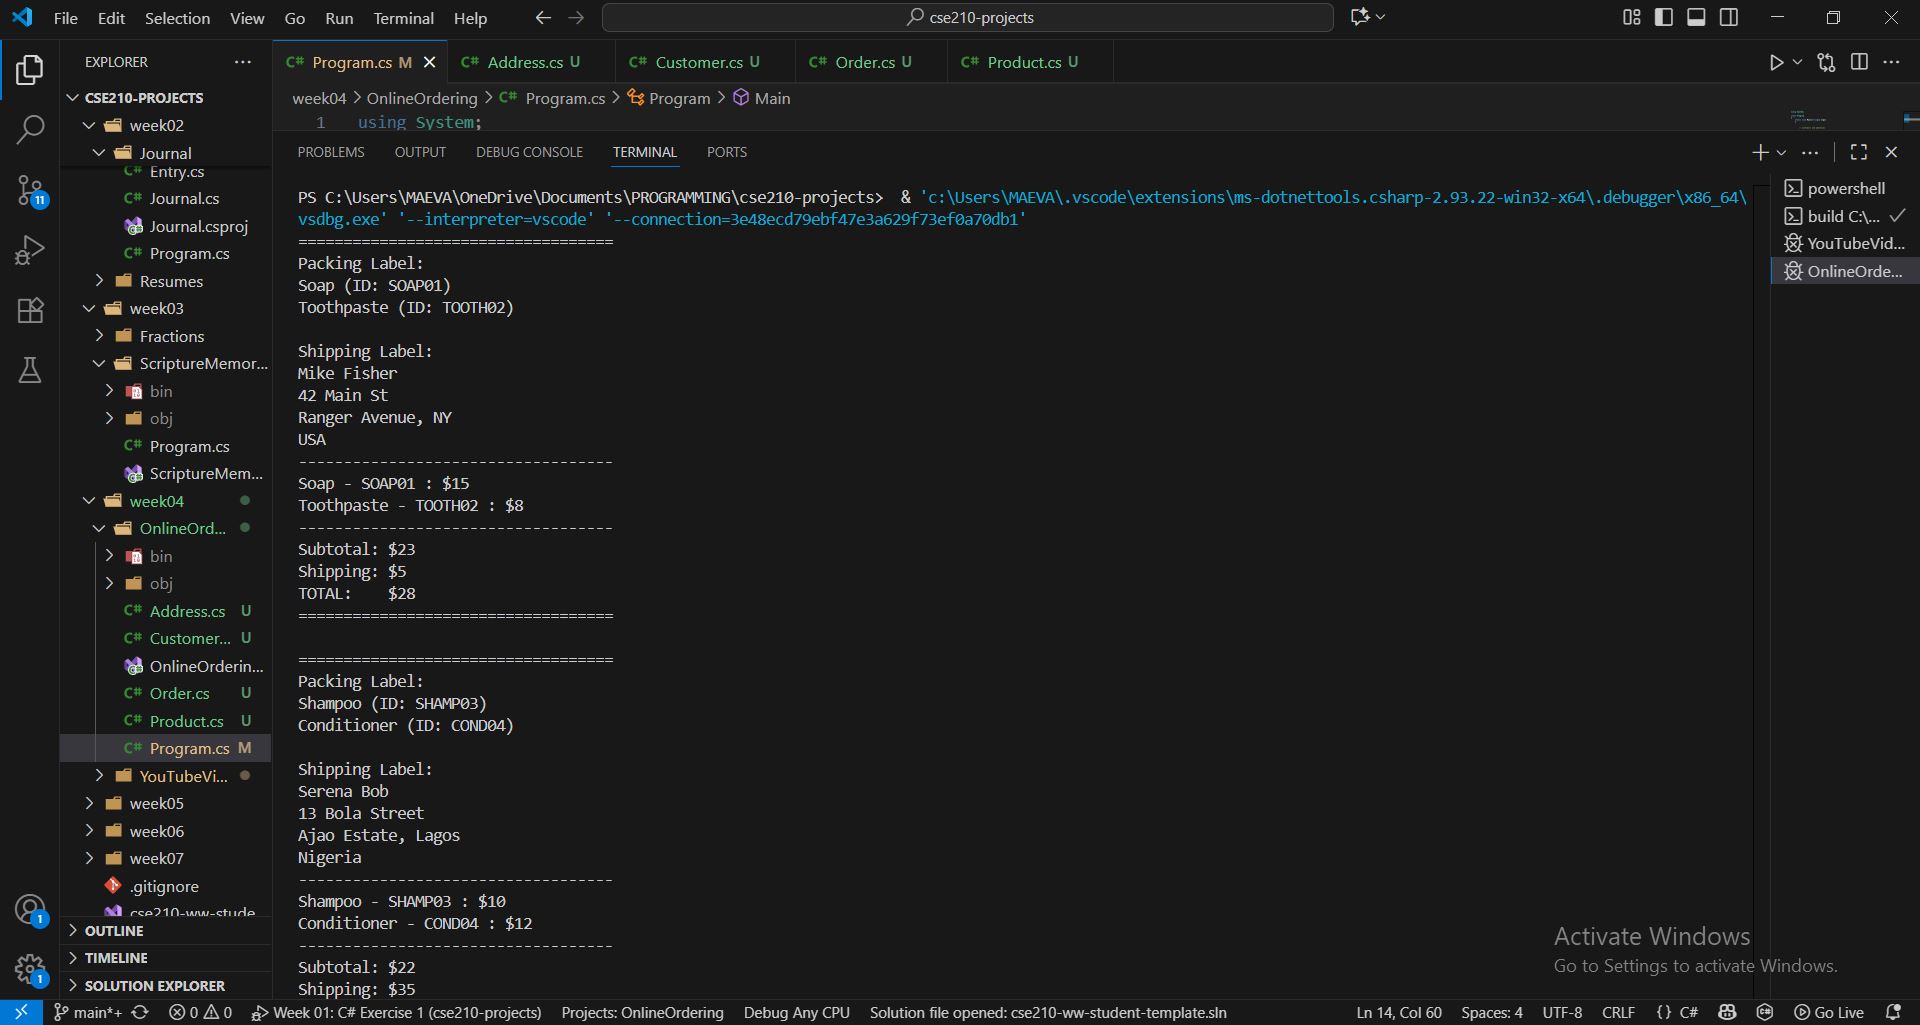 File Edit Selection View Go Run Terminal Help
cse210-projects
EXPLORER
Program.cs M
Address.cs U
Customer.cs U
Order.cs U
Product.cs U
CSE210-PROJECTS
week02
Journal
Entry.cs
Journal.cs
Journal.csproj
Program.cs
Resumes
week03
Fractions
ScriptureMemor...
bin
obj
Program.cs
ScriptureMem...
week04
OnlineOrd...
bin
obj
Address.cs U
Customer... U
OnlineOrderin...
Order.cs U
Product.cs U
Program.cs M
YouTubeVi...
week05
week06
week07
.gitignore
cse210-ww-stude
OUTLINE
TIMELINE
SOLUTION EXPLORER
11
1
1
week04 > OnlineOrdering > Program.cs > Program > Main
1 using System;
PROBLEMS OUTPUT DEBUG CONSOLE TERMINAL PORTS
PS C:\Users\MAEVA\OneDrive\Documents\PROGRAMMING\cse210-projects> & 'c:\Users\MAEVA\.vscode\extensions\ms-dotnettools.csharp-2.93.22-win32-x64\.debugger\x86_64\
vsdbg.exe' '--interpreter=vscode' '--connection=3e48ecd79ebf47e3a629f73ef0a70db1'
===================================
Packing Label:
Soap (ID: SOAP01)
Toothpaste (ID: TOOTH02)
Shipping Label:
Mike Fisher
42 Main St
Ranger Avenue, NY
USA
-----------------------------------
Soap - SOAP01 : $15
Toothpaste - TOOTH02 : $8
-----------------------------------
Subtotal: $23
Shipping: $5
TOTAL:    $28
===================================
===================================
Packing Label:
Shampoo (ID: SHAMP03)
Conditioner (ID: COND04)
Shipping Label:
Serena Bob
13 Bola Street
Ajao Estate, Lagos
Nigeria
-----------------------------------
Shampoo - SHAMP03 : $10
Conditioner - COND04 : $12
-----------------------------------
Subtotal: $22
Shipping: $35
powershell
build C:\...
YouTubeVid...
OnlineOrde...
Activate Windows
Go to Settings to activate Windows.
main*+ 0 0 Week 01: C# Exercise 1 (cse210-projects) Projects: OnlineOrdering Debug Any CPU Solution file opened: cse210-ww-student-template.sln Ln 14, Col 60 Spaces: 4 UTF-8 CRLF {} C# Go Live